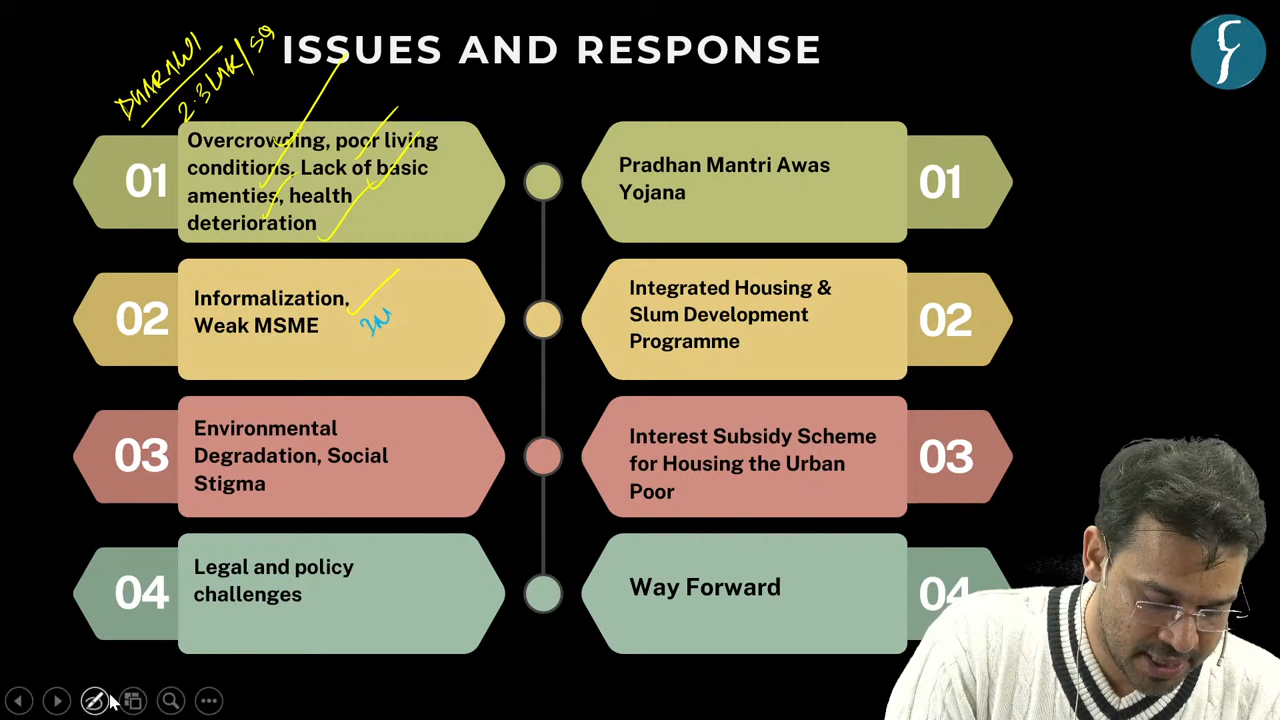 ISSUES AND RESPONSE
DHARAWI
2.3 LAK/SQ
01
Overcrowding, poor living
conditions. Lack of basic
amenties, health
deterioration
Pradhan Mantri Awas
Yojana
01
02
Informalization,
Weak MSME
Integrated Housing &
Slum Development
Programme
02
03
Environmental
Degradation, Social
Stigma
Interest Subsidy Scheme
for Housing the Urban
Poor
03
04
Legal and policy
challenges
Way Forward
04